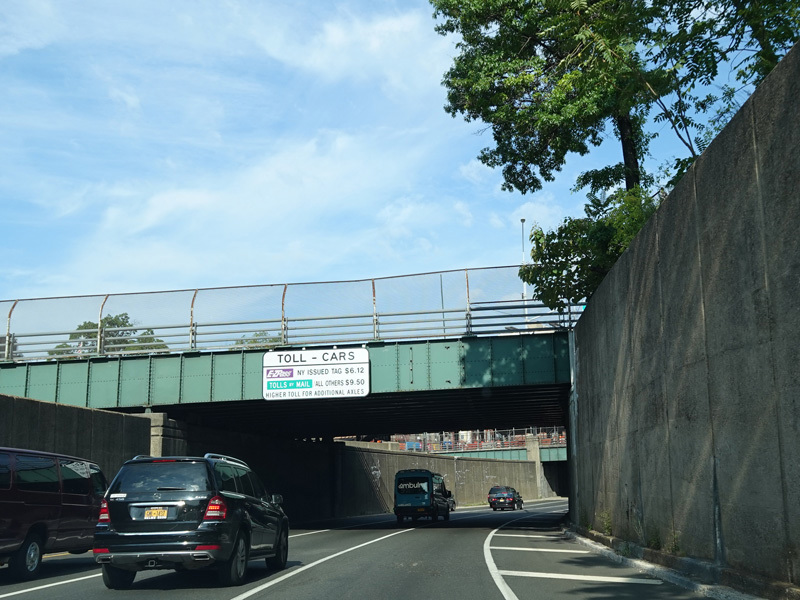 TOLL - CARS
E-ZPass NY ISSUED TAG $6.12
TOLLS BY MAIL ALL OTHERS $9.50
HIGHER TOLL FOR ADDITIONAL AXLES